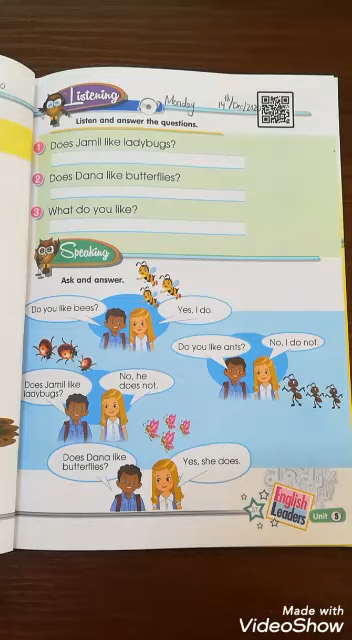 Listening
Monday
14th/Dec/202
Listen and answer the questions.
1 Does Jamil like ladybugs?
2 Does Dana like butterflies?
3 What do you like?
Speaking
Ask and answer.
Do you like bees?
Yes, I do.
Do you like ants?
No, I do not.
Does Jamil like
ladybugs?
No, he
does not.
Does Dana like
butterflies?
Yes, she does.
English
Leaders
Unit 5
Made with
VideoShow